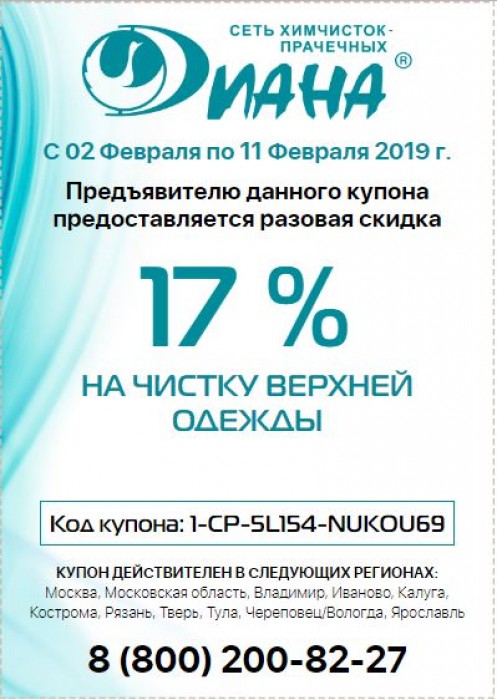 СЕТЬ ХИМЧИСТОК-
ПРАЧЕЧНЫХ
ДИАНА®
С 02 Февраля по 11 Февраля 2019 г.
Предъявителю данного купона
предоставляется разовая скидка
17 %
НА ЧИСТКУ ВЕРХНЕЙ
ОДЕЖДЫ
Код купона: 1-CP-5L154-NUKOU69
КУПОН ДЕЙСТВИТЕЛЕН В СЛЕДУЮЩИХ РЕГИОНАХ:
Москва, Московская область, Владимир, Иваново, Калуга,
Кострома, Рязань, Тверь, Тула, Череповец/Вологда, Ярославль
8 (800) 200-82-27